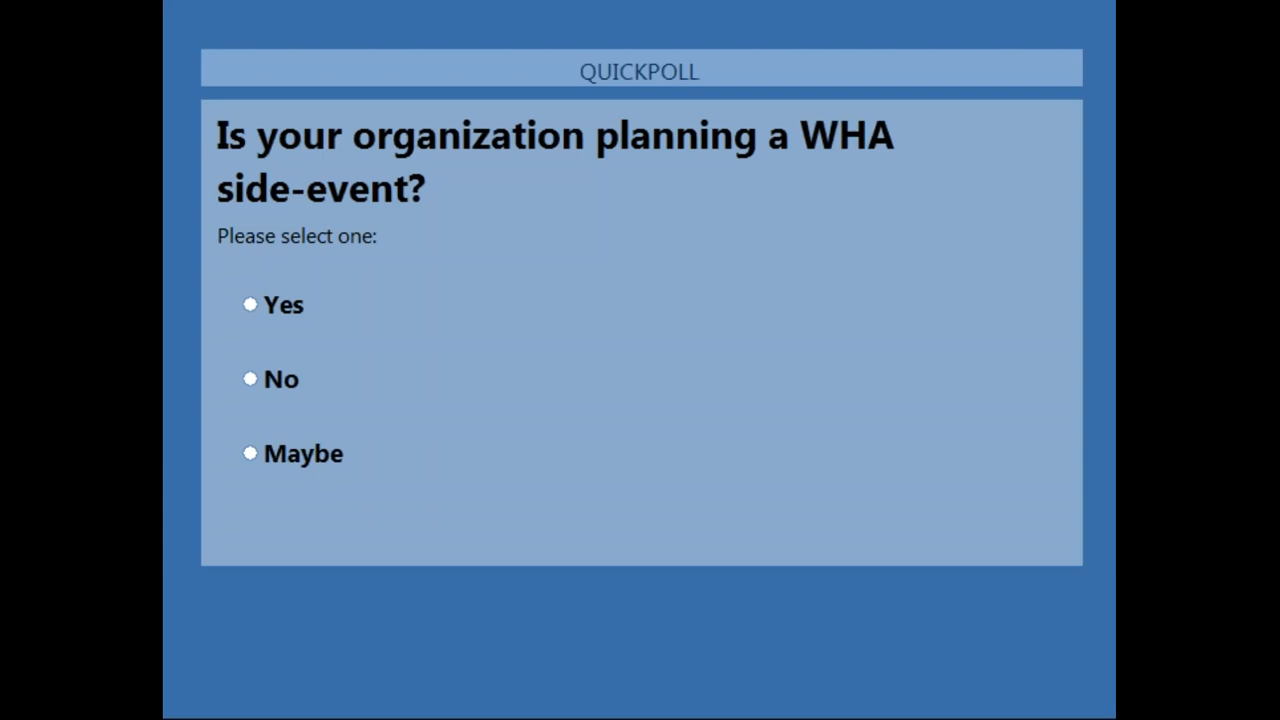 QUICKPOLL
Is your organization planning a WHA
side-event?
Please select one:
Yes
No
Maybe